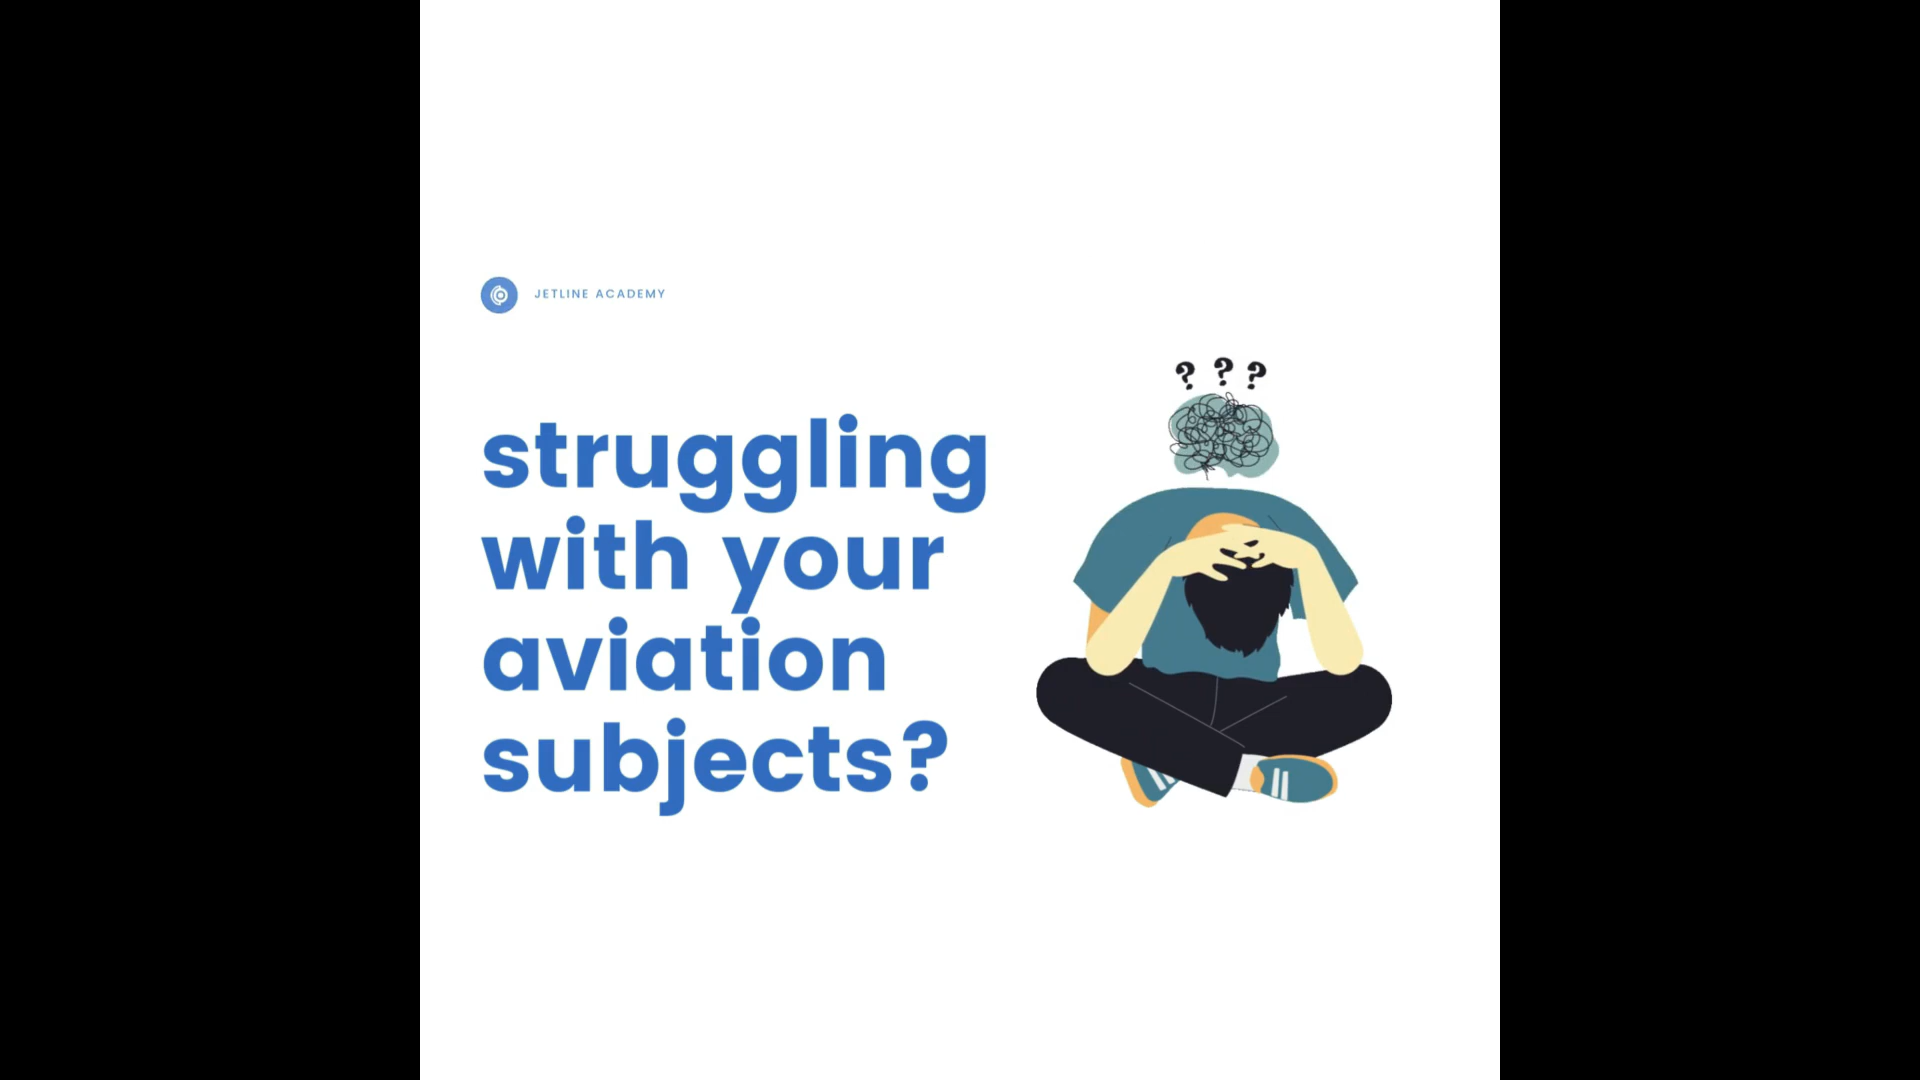 JETLINE ACADEMY
? ? ?
struggling
with your
aviation
subjects?